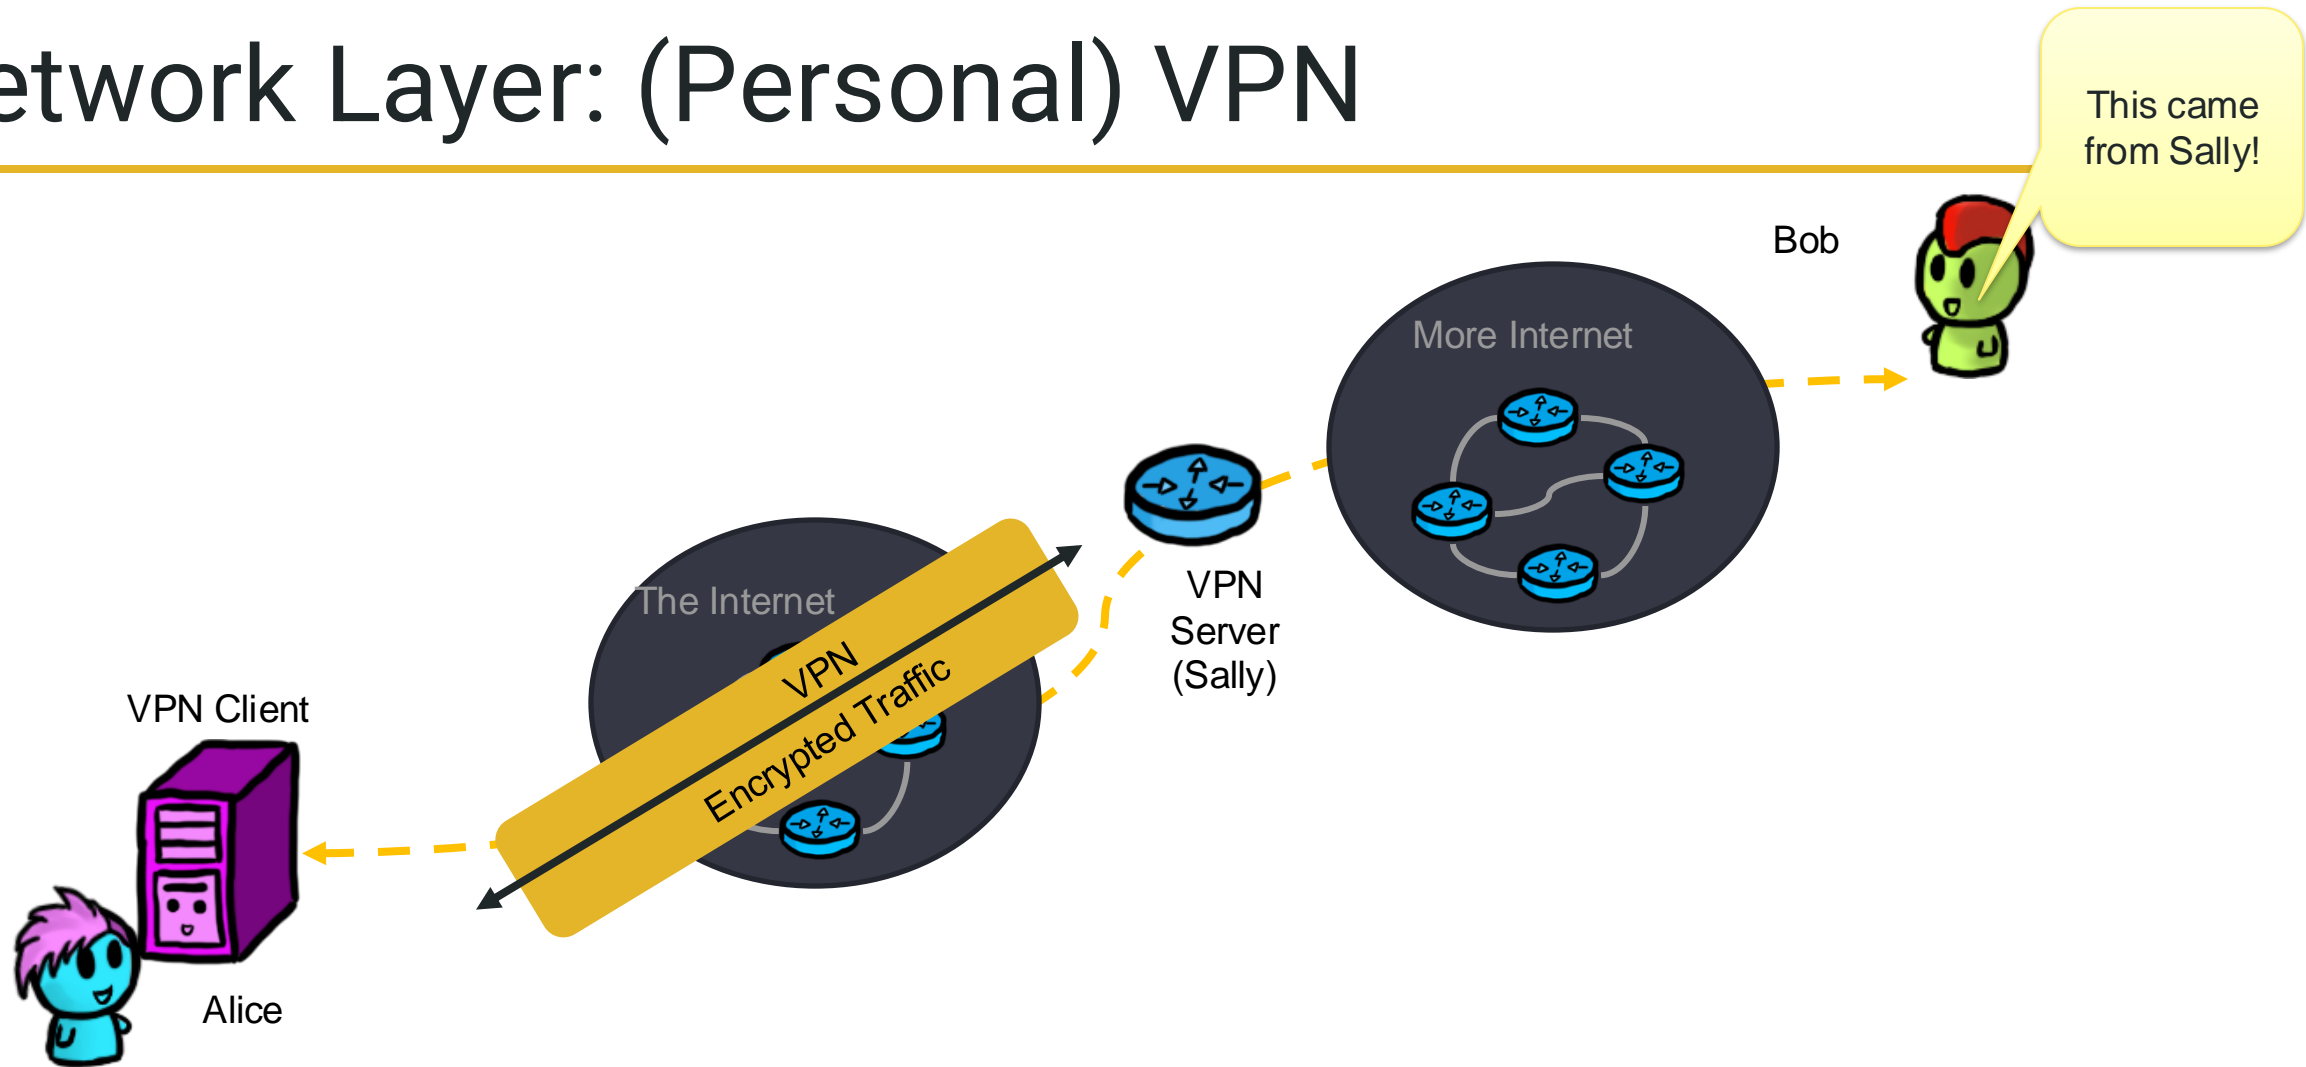 etwork Layer: (Personal) VPN
This came
from Sally!
Bob
More Internet
The Internet
VPN
Encrypted Traffic
VPN
Server
(Sally)
VPN Client
Alice